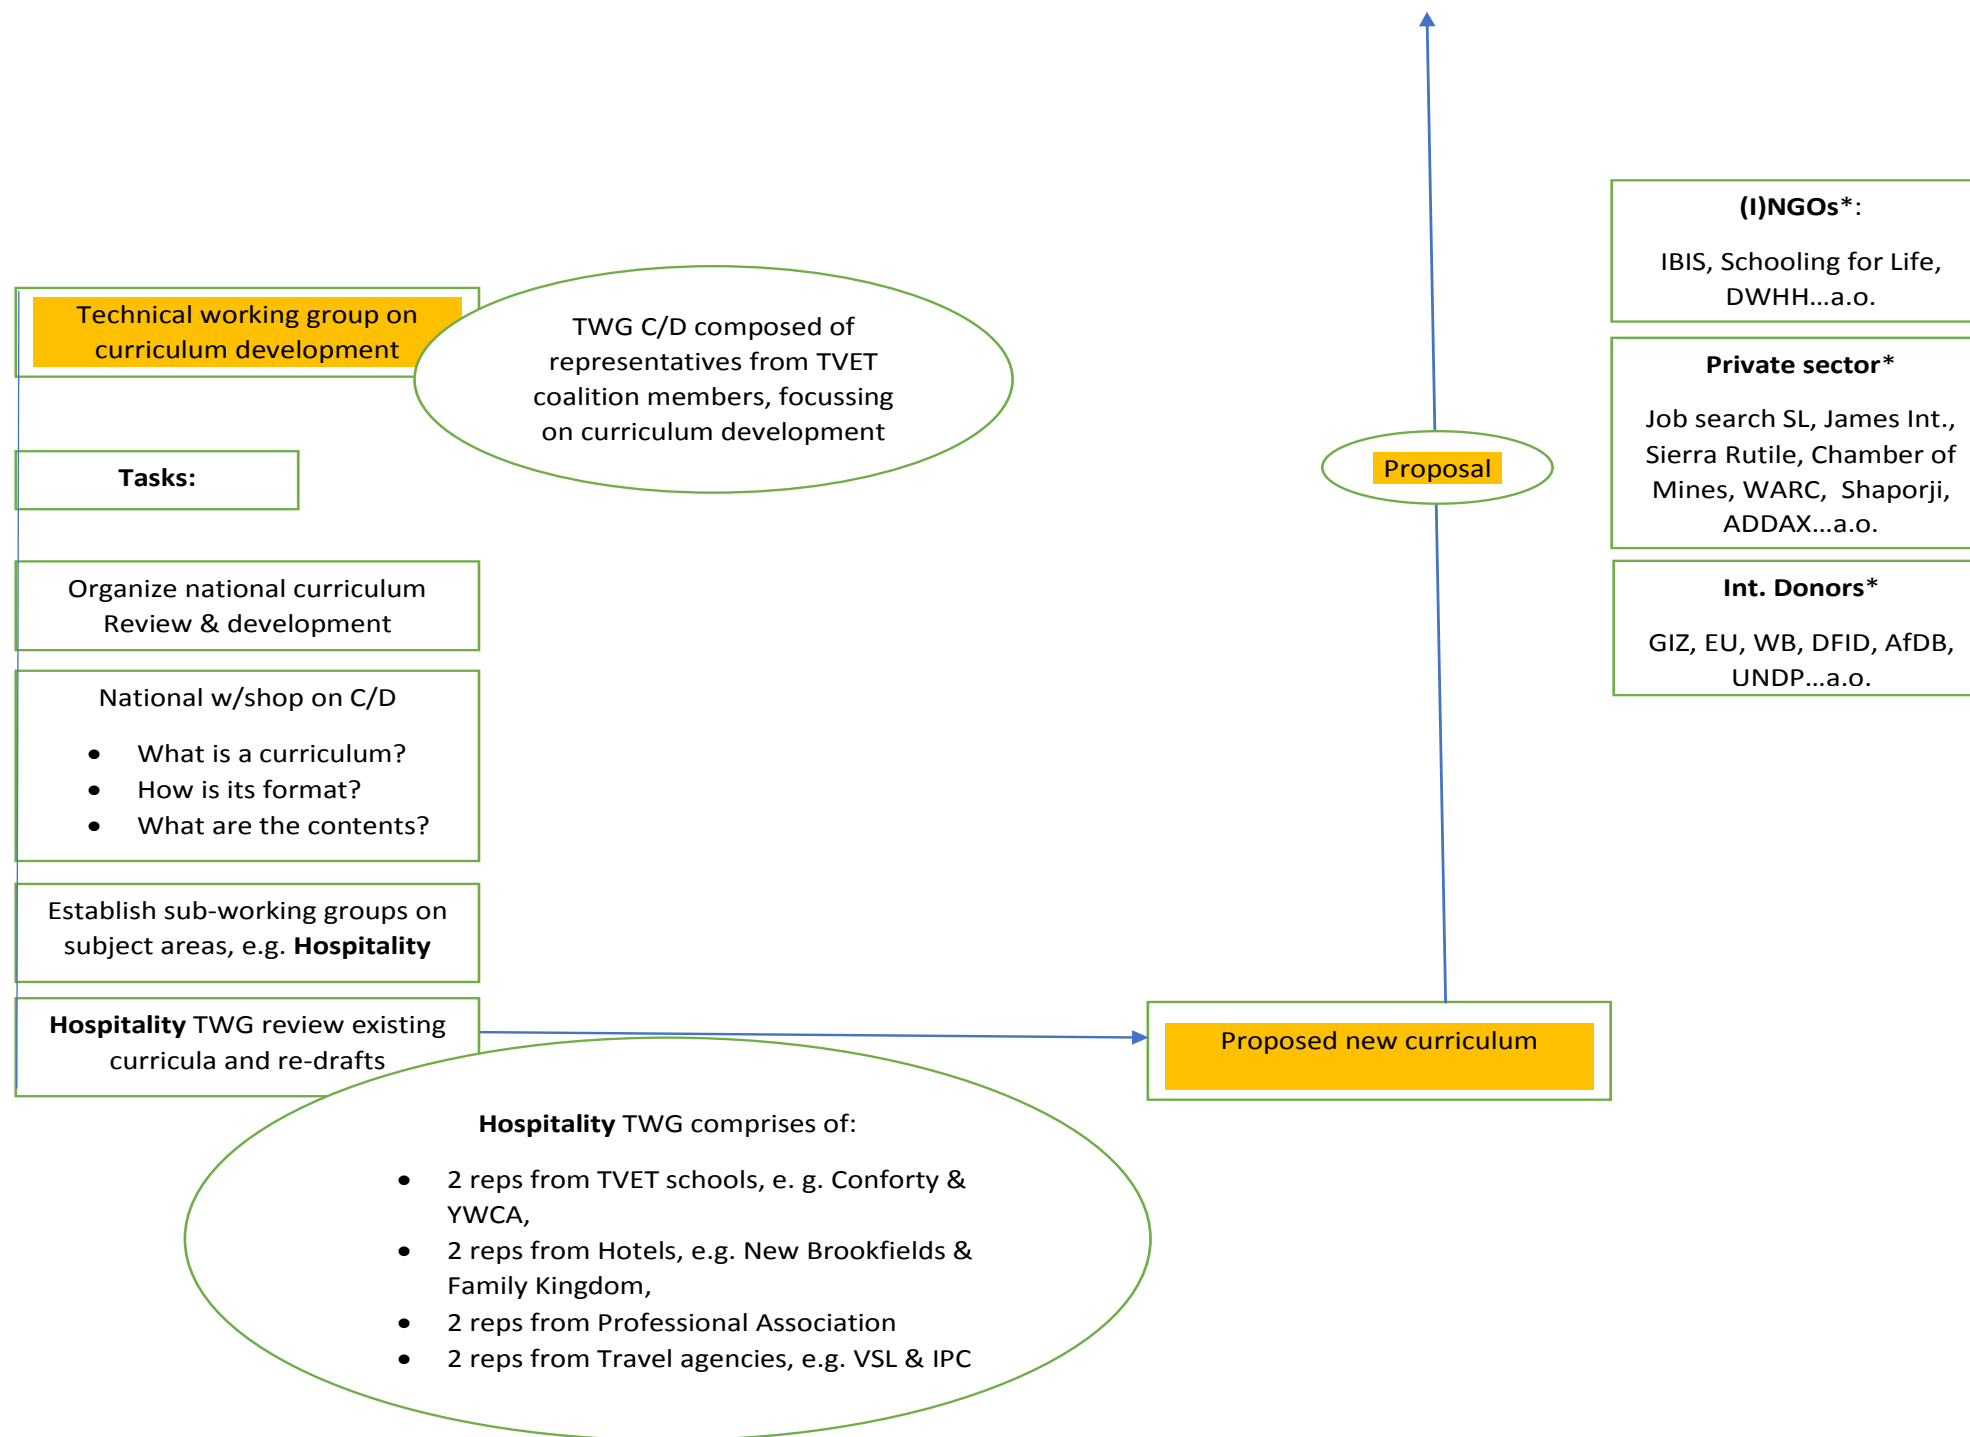 Technical working group on
curriculum development
TWG C/D composed of
representatives from TVET
coalition members, focussing
on curriculum development
Tasks:
Organize national curriculum
Review & development
National w/shop on C/D
• What is a curriculum?
• How is its format?
• What are the contents?
Establish sub-working groups on
subject areas, e.g. Hospitality
Hospitality TWG review existing
curricula and re-drafts
Hospitality TWG comprises of:
• 2 reps from TVET schools, e. g. Conforty &
YWCA,
• 2 reps from Hotels, e.g. New Brookfields &
Family Kingdom,
• 2 reps from Professional Association
• 2 reps from Travel agencies, e.g. VSL & IPC
Proposed new curriculum
Proposal
(I)NGOs*:
IBIS, Schooling for Life,
DWHH...a.o.
Private sector*
Job search SL, James Int.,
Sierra Rutile, Chamber of
Mines, WARC,  Shaporji,
ADDAX...a.o.
Int. Donors*
GIZ, EU, WB, DFID, AfDB,
UNDP...a.o.